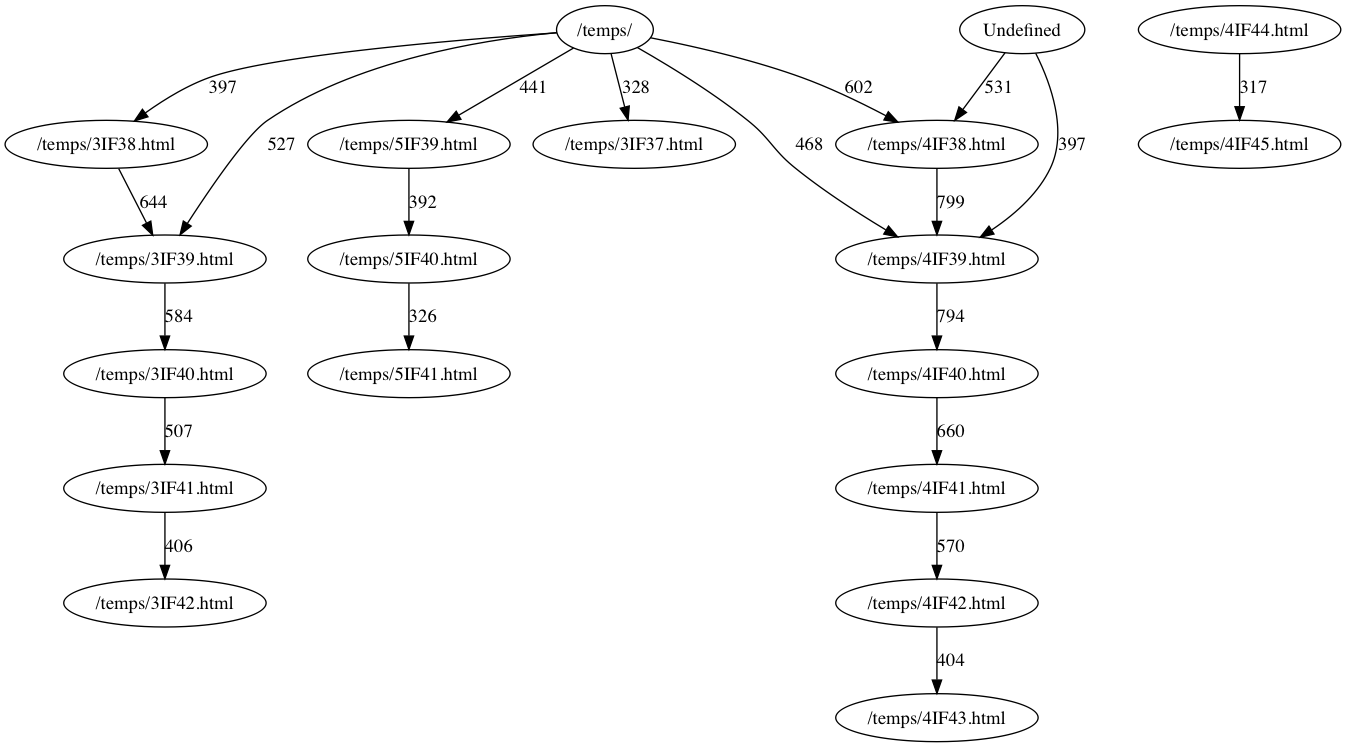 /temps/
Undefined
/temps/4IF44.html
397
441
328
602
531
317
/temps/3IF38.html
527
/temps/5IF39.html
/temps/3IF37.html
468
/temps/4IF38.html
397
/temps/4IF45.html
644
392
799
/temps/3IF39.html
/temps/5IF40.html
/temps/4IF39.html
584
326
794
/temps/3IF40.html
/temps/5IF41.html
/temps/4IF40.html
507
660
/temps/3IF41.html
/temps/4IF41.html
406
570
/temps/3IF42.html
/temps/4IF42.html
404
/temps/4IF43.html